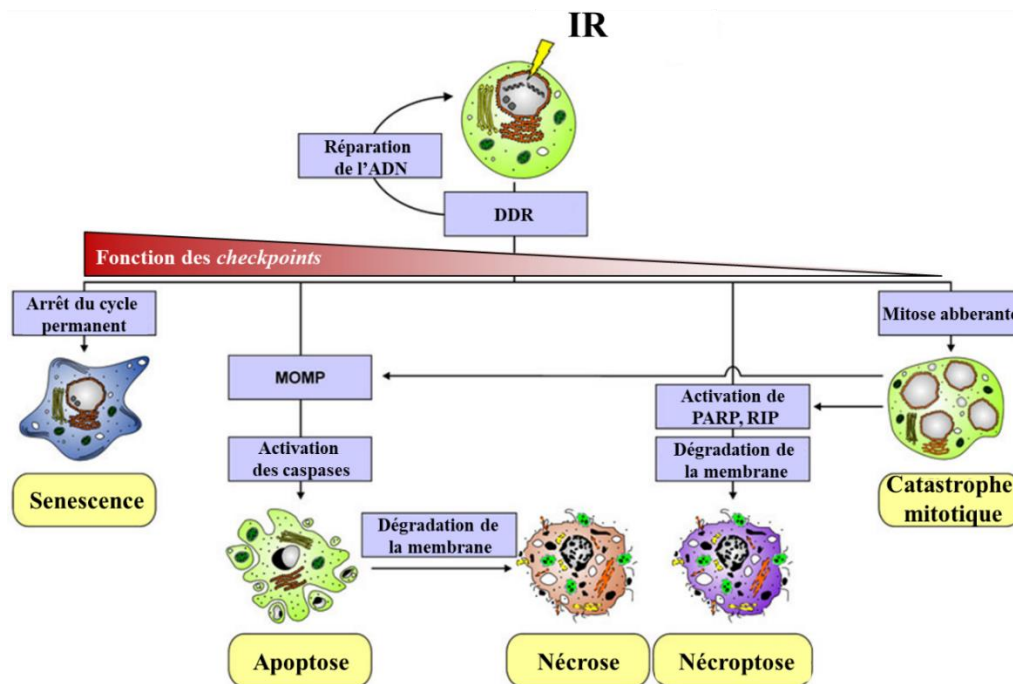 IR
Réparation
de l’ADN
DDR
Fonction des checkpoints
Arrêt du cycle
permanent
Mitose abberante
MOMP
Activation de
PARP, RIP
Activation
des caspases
Dégradation de
la membrane
Senescence
Catastrophe
mitotique
Dégradation de
la membrane
Apoptose
Nécrose
Nécroptose